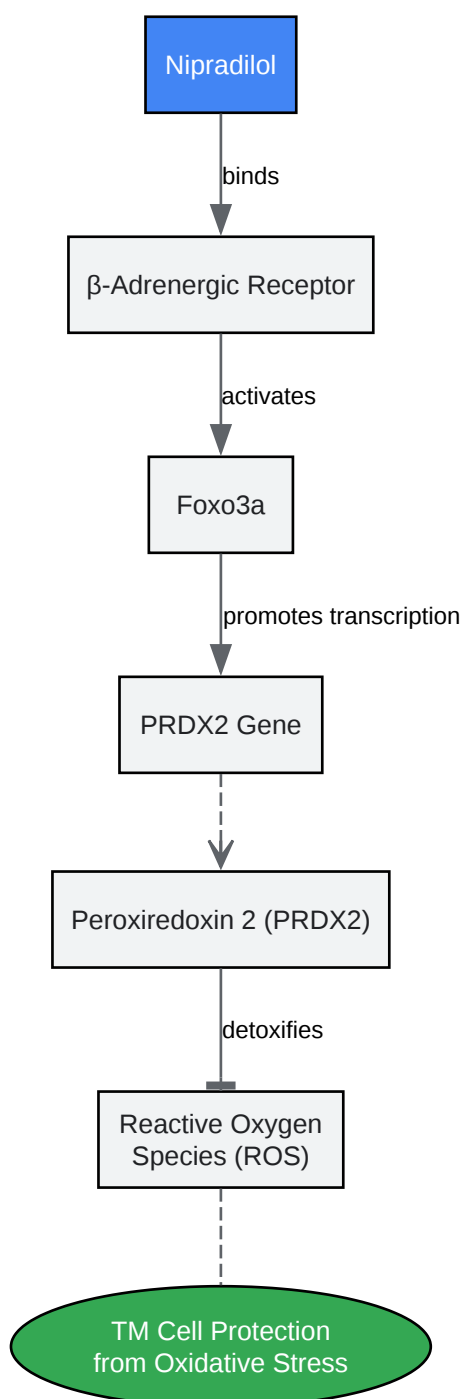 Nipradilol
binds
β-Adrenergic Receptor
activates
Foxo3a
promotes transcription
PRDX2 Gene
Peroxiredoxin 2 (PRDX2)
detoxifies
Reactive Oxygen
Species (ROS)
TM Cell Protection
from Oxidative Stress